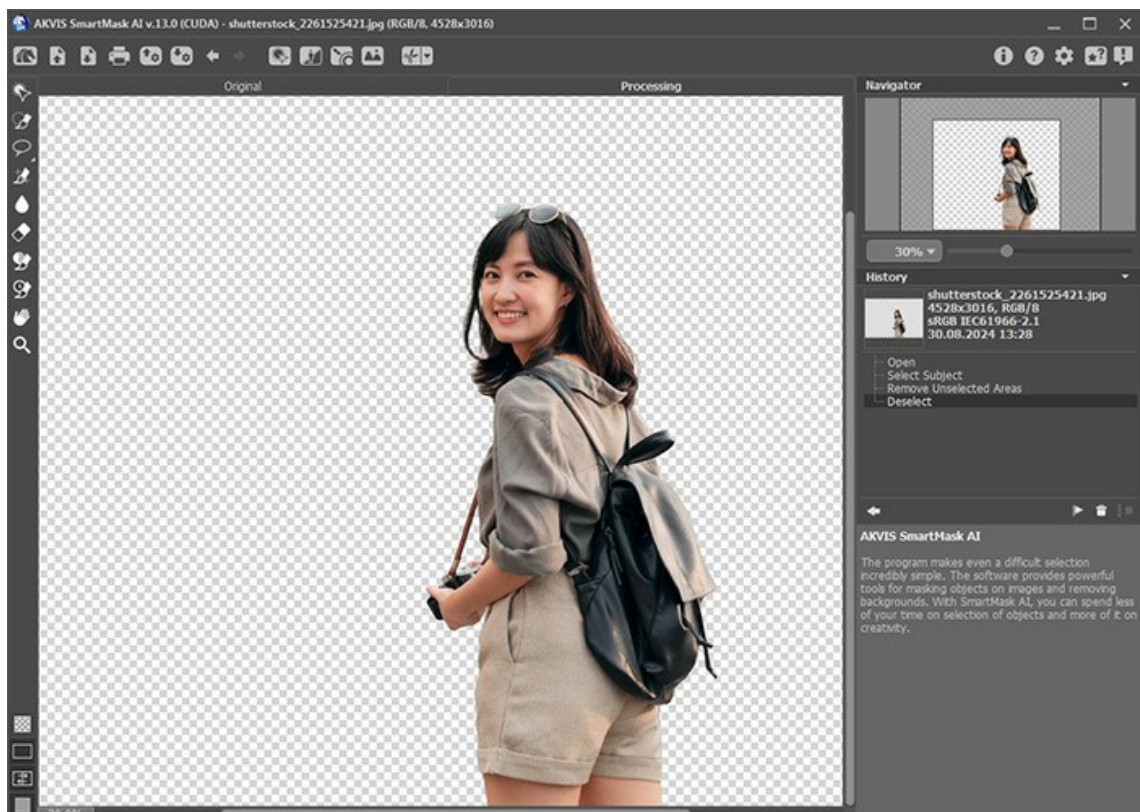 AKVIS SmartMask AI v.13.0 (CUDA) - shutterstock_2261525421.jpg (RGB/8, 4528x3016)
Original
Processing
Navigator
30%
History
shutterstock_2261525421.jpg
4528x3016, RGB/8
sRGB IEC61966-2.1
30.08.2024 13:28
Open
Select Subject
Remove Unselected Areas
Deselect
AKVIS SmartMask AI
The program makes even a difficult selection
incredibly simple. The software provides powerful
tools for masking objects on images and removing
backgrounds. With SmartMask AI, you can spend less
of your time on selection of objects and more of it on
creativity.